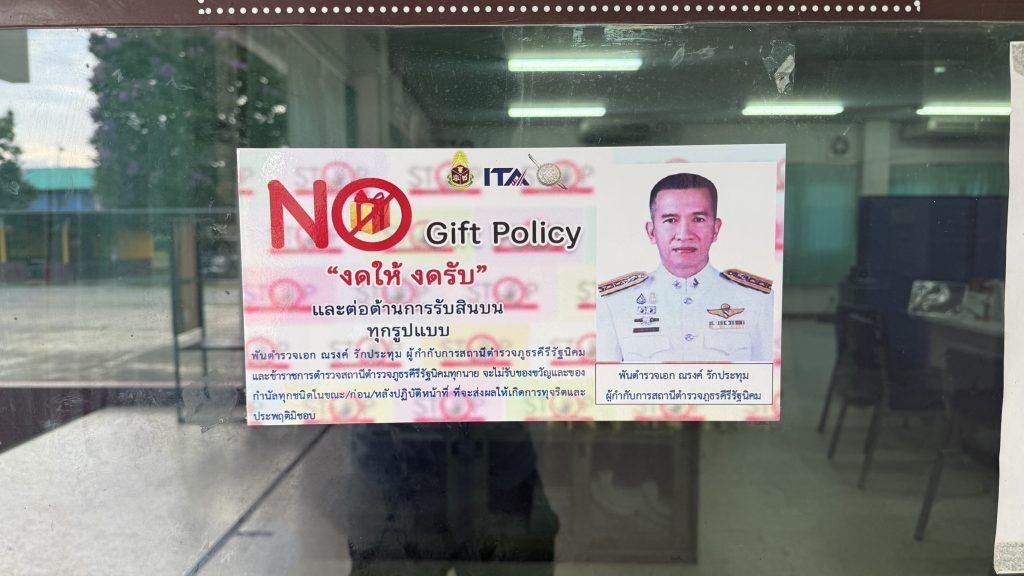 ITA
NO
Gift Policy
“งดให้ งดรับ”
และต่อต้านการรับสินบน
ทุกรูปแบบ
พันตำรวจเอก ณรงค์ รักประทุม ผู้กำกับการสถานีตำรวจภูธรคีรีรัฐนิคม
และข้าราชการตำรวจสถานีตำรวจภูธรคีรีรัฐนิคมทุกนาย จะไม่รับของขวัญและของ
กำนัลทุกชนิดในขณะ/ก่อน/หลังปฏิบัติหน้าที่ ที่จะส่งผลให้เกิดการทุจริตและ
ประพฤติมิชอบ
พันตำรวจเอก ณรงค์ รักประทุม
ผู้กำกับการสถานีตำรวจภูธรคีรีรัฐนิคม